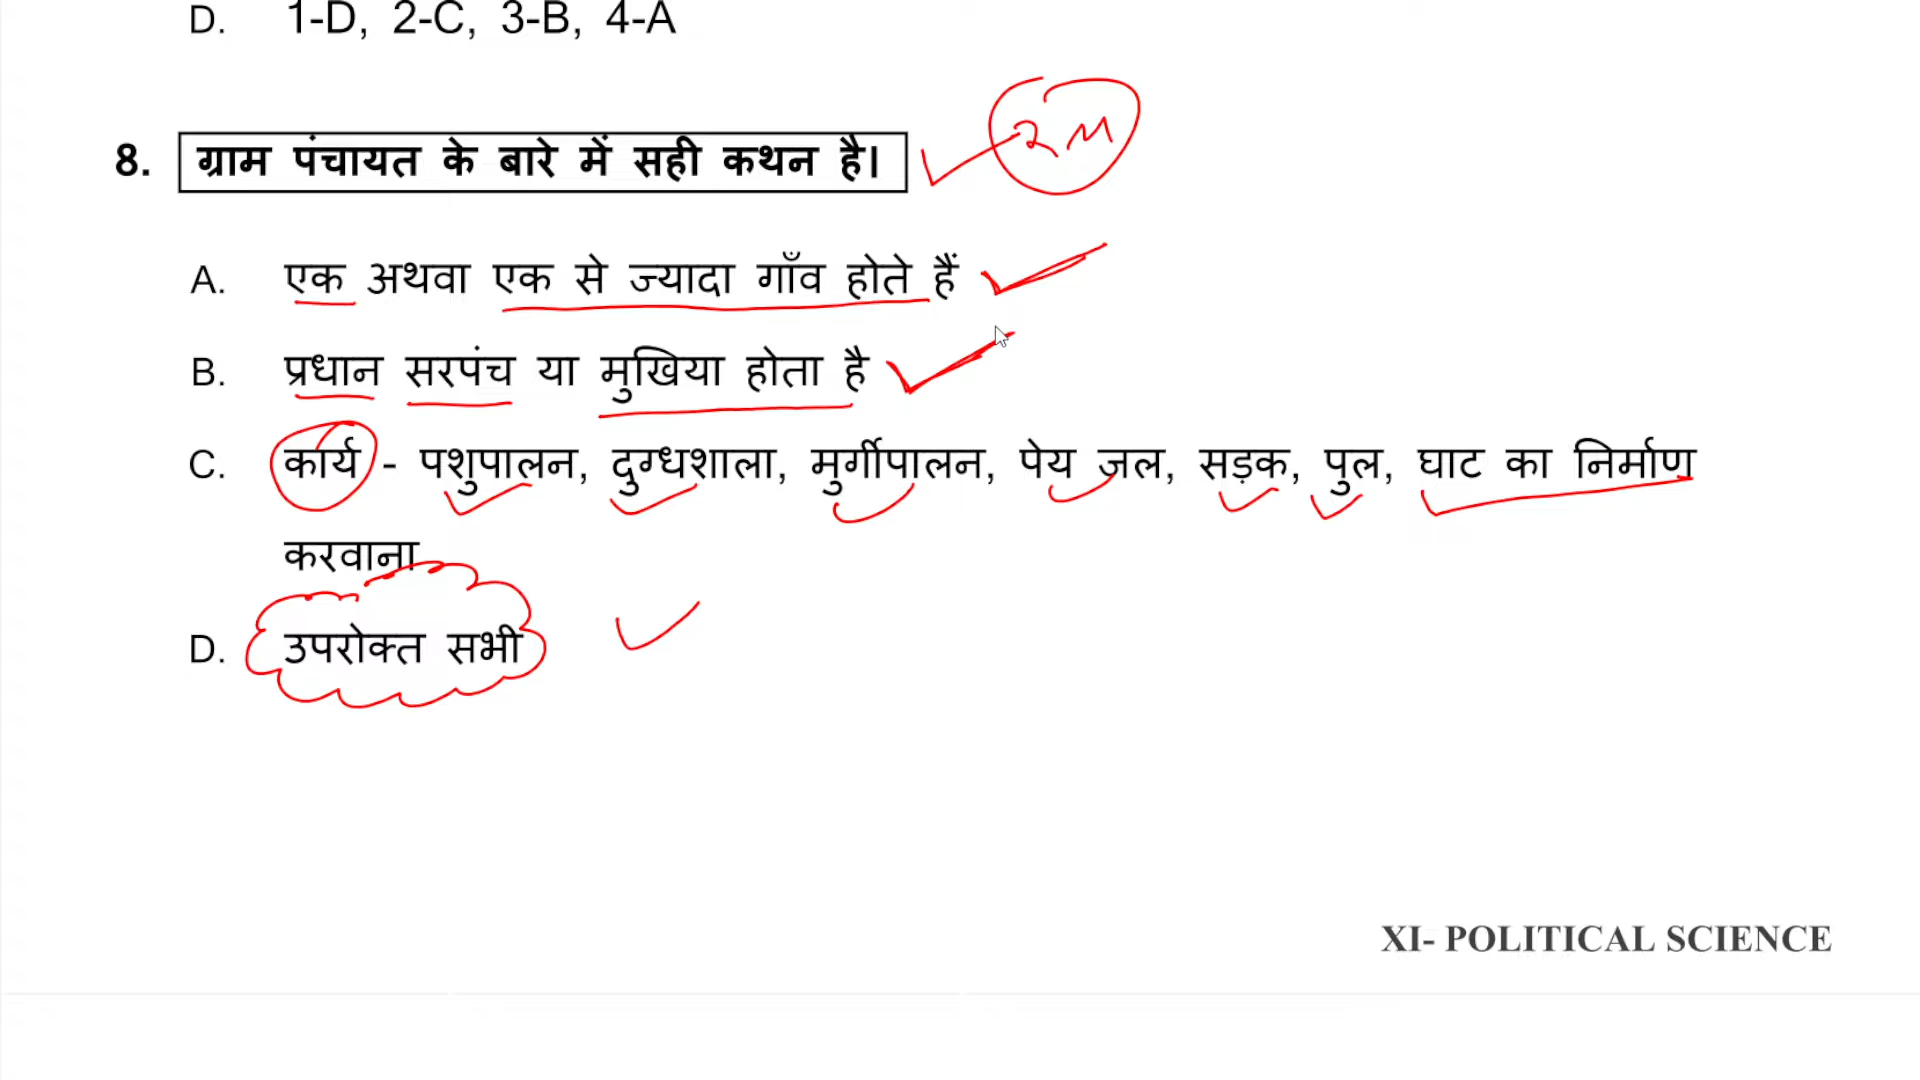 D. 1-D, 2-C, 3-B, 4-A
8. ग्राम पंचायत के बारे में सही कथन है। 2M
A. एक अथवा एक से ज्यादा गाँव होते हैं
B. प्रधान सरपंच या मुखिया होता है
C. कार्य - पशुपालन, दुग्धशाला, मुर्गीपालन, पेय जल, सड़क, पुल, घाट का निर्माण
करवाना
D. उपरोक्त सभी
XI- POLITICAL SCIENCE